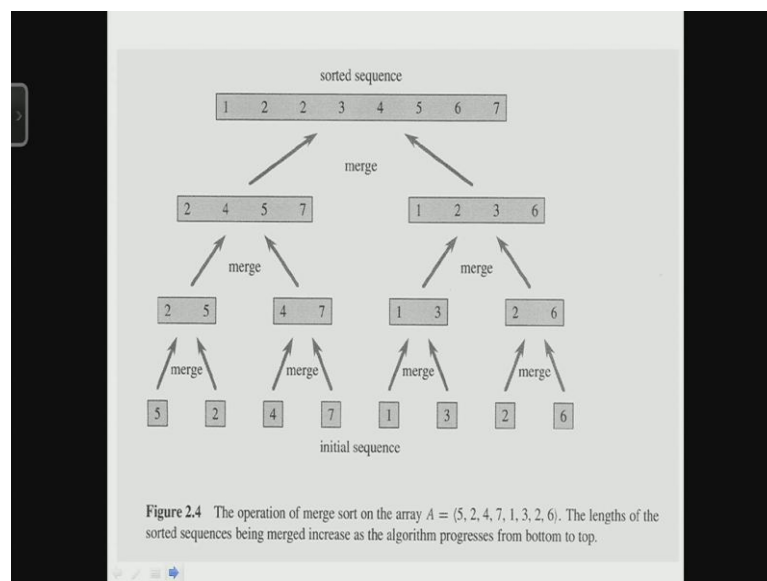 sorted sequence
1 2 2 3 4 5 6 7
merge
2 4 5 7
1 2 3 6
merge
merge
2 5
4 7
1 3
2 6
merge
merge
merge
merge
5
2
4
7
1
3
2
6
initial sequence
Figure 2.4 The operation of merge sort on the array A = ⟨5, 2, 4, 7, 1, 3, 2, 6⟩. The lengths of the
sorted sequences being merged increase as the algorithm progresses from bottom to top.